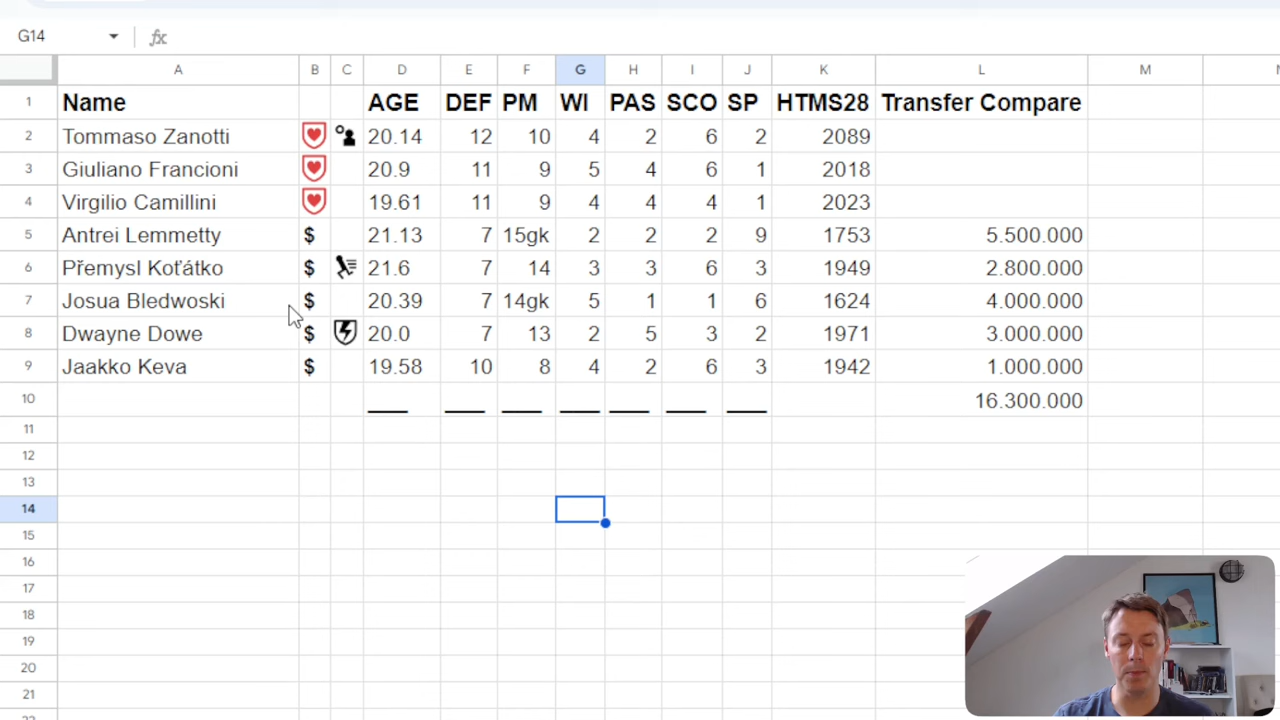 G14 fx
A B C D E F G H I J K L M
1 Name AGE DEF PM WI PAS SCO SP HTMS28 Transfer Compare
2 Tommaso Zanotti 20.14 12 10 4 2 6 2 2089
3 Giuliano Francioni 20.9 11 9 5 4 6 1 2018
4 Virgilio Camillini 19.61 11 9 4 4 4 1 2023
5 Antrei Lemmetty $ 21.13 7 15gk 2 2 2 9 1753 5.500.000
6 Přemysl Koťátko $ 21.6 7 14 3 3 6 3 1949 2.800.000
7 Josua Bledwoski $ 20.39 7 14gk 5 1 1 6 1624 4.000.000
8 Dwayne Dowe $ 20.0 7 13 2 5 3 2 1971 3.000.000
9 Jaakko Keva $ 19.58 10 8 4 2 6 3 1942 1.000.000
10 __ __ __ __ __ __ __ 16.300.000
11
12
13
14
15
16
17
18
19
20
21